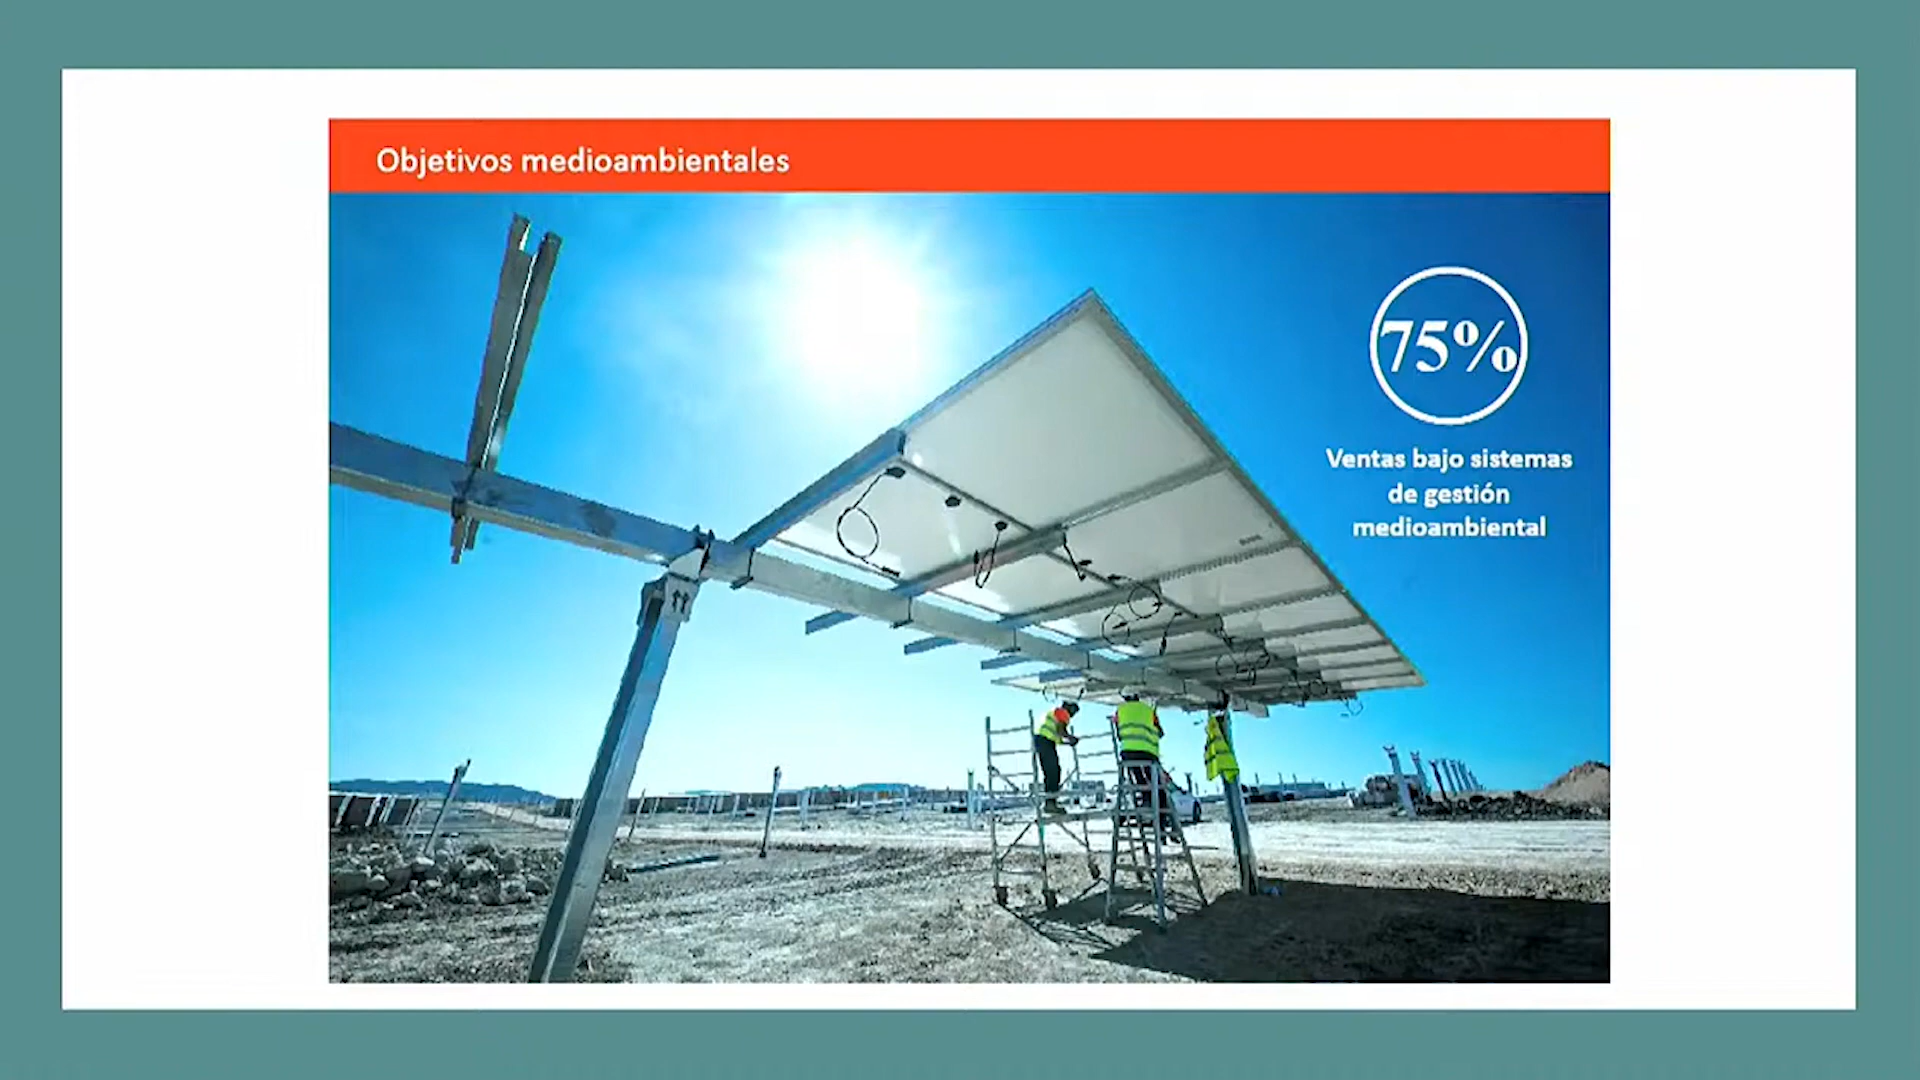 Objetivos medioambientales
75%
Ventas bajo sistemas
de gestión
medioambiental